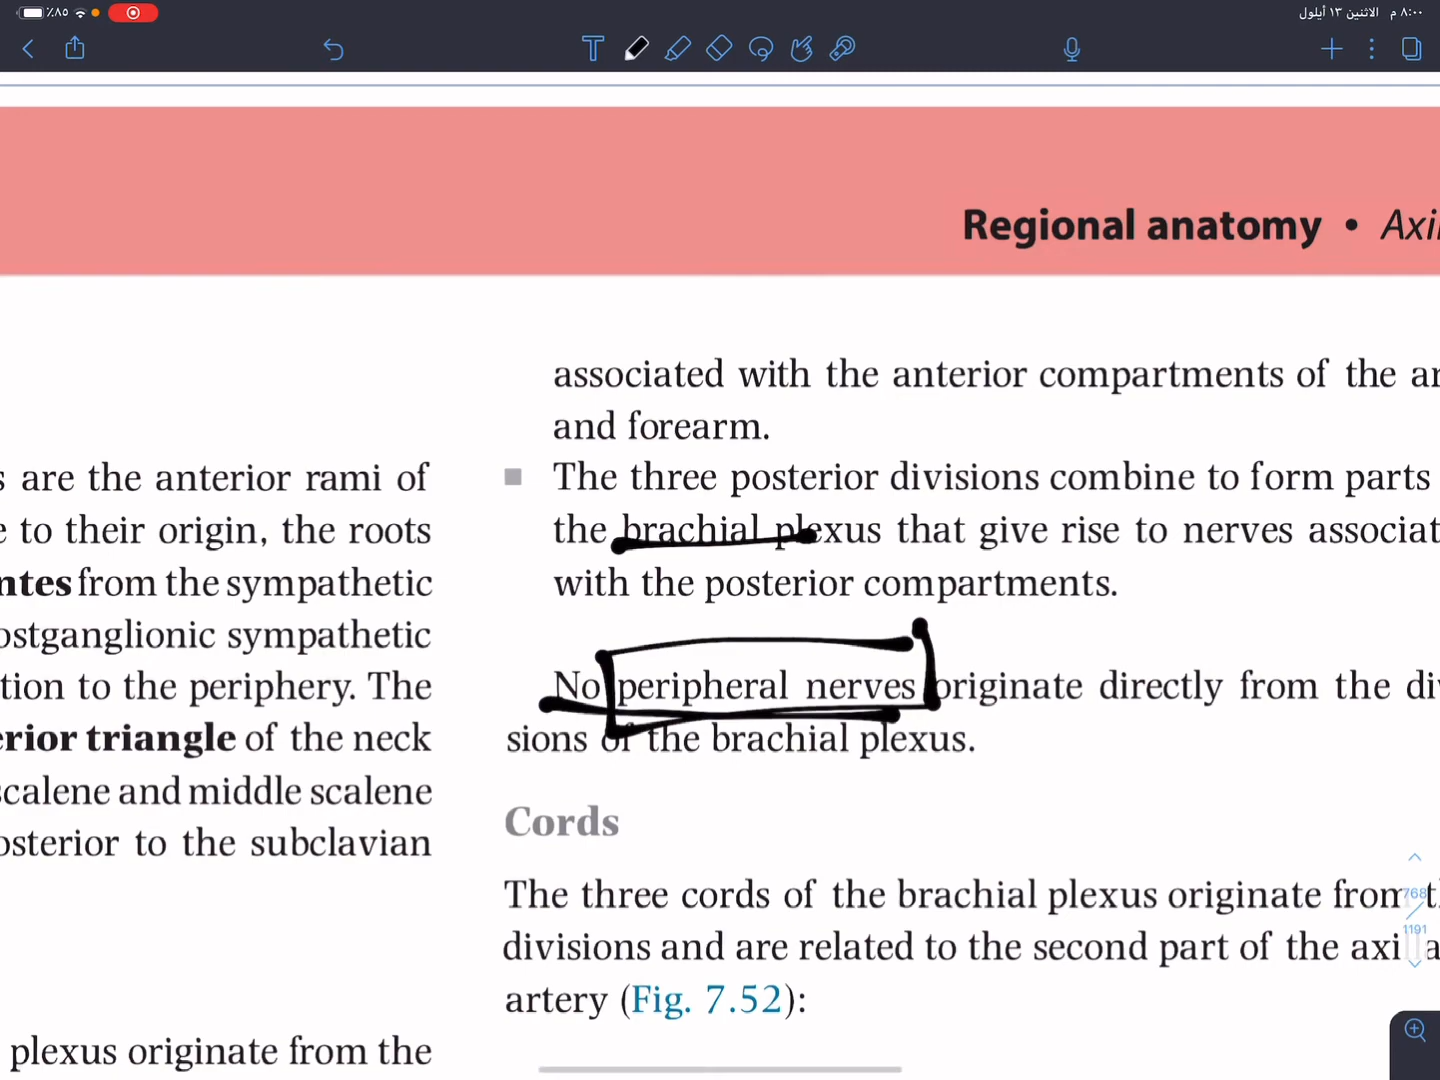 ٪٨٥
٨:٠٠ م الاثنين ١٣ أيلول
Regional anatomy •
s are the anterior rami of
e to their origin, the roots
ntes from the sympathetic
ostganglionic sympathetic
tion to the periphery. The
erior triangle of the neck
scalene and middle scalene
osterior to the subclavian
plexus originate from the
associated with the anterior compartments of the
and forearm.
■ The three posterior divisions combine to form parts
the brachial plexus that give rise to nerves associat
with the posterior compartments.
No peripheral nerves originate directly from the
sions of the brachial plexus.
Cords
The three cords of the brachial plexus originate from
divisions and are related to the second part of the
artery (Fig. 7.52):
768
1191